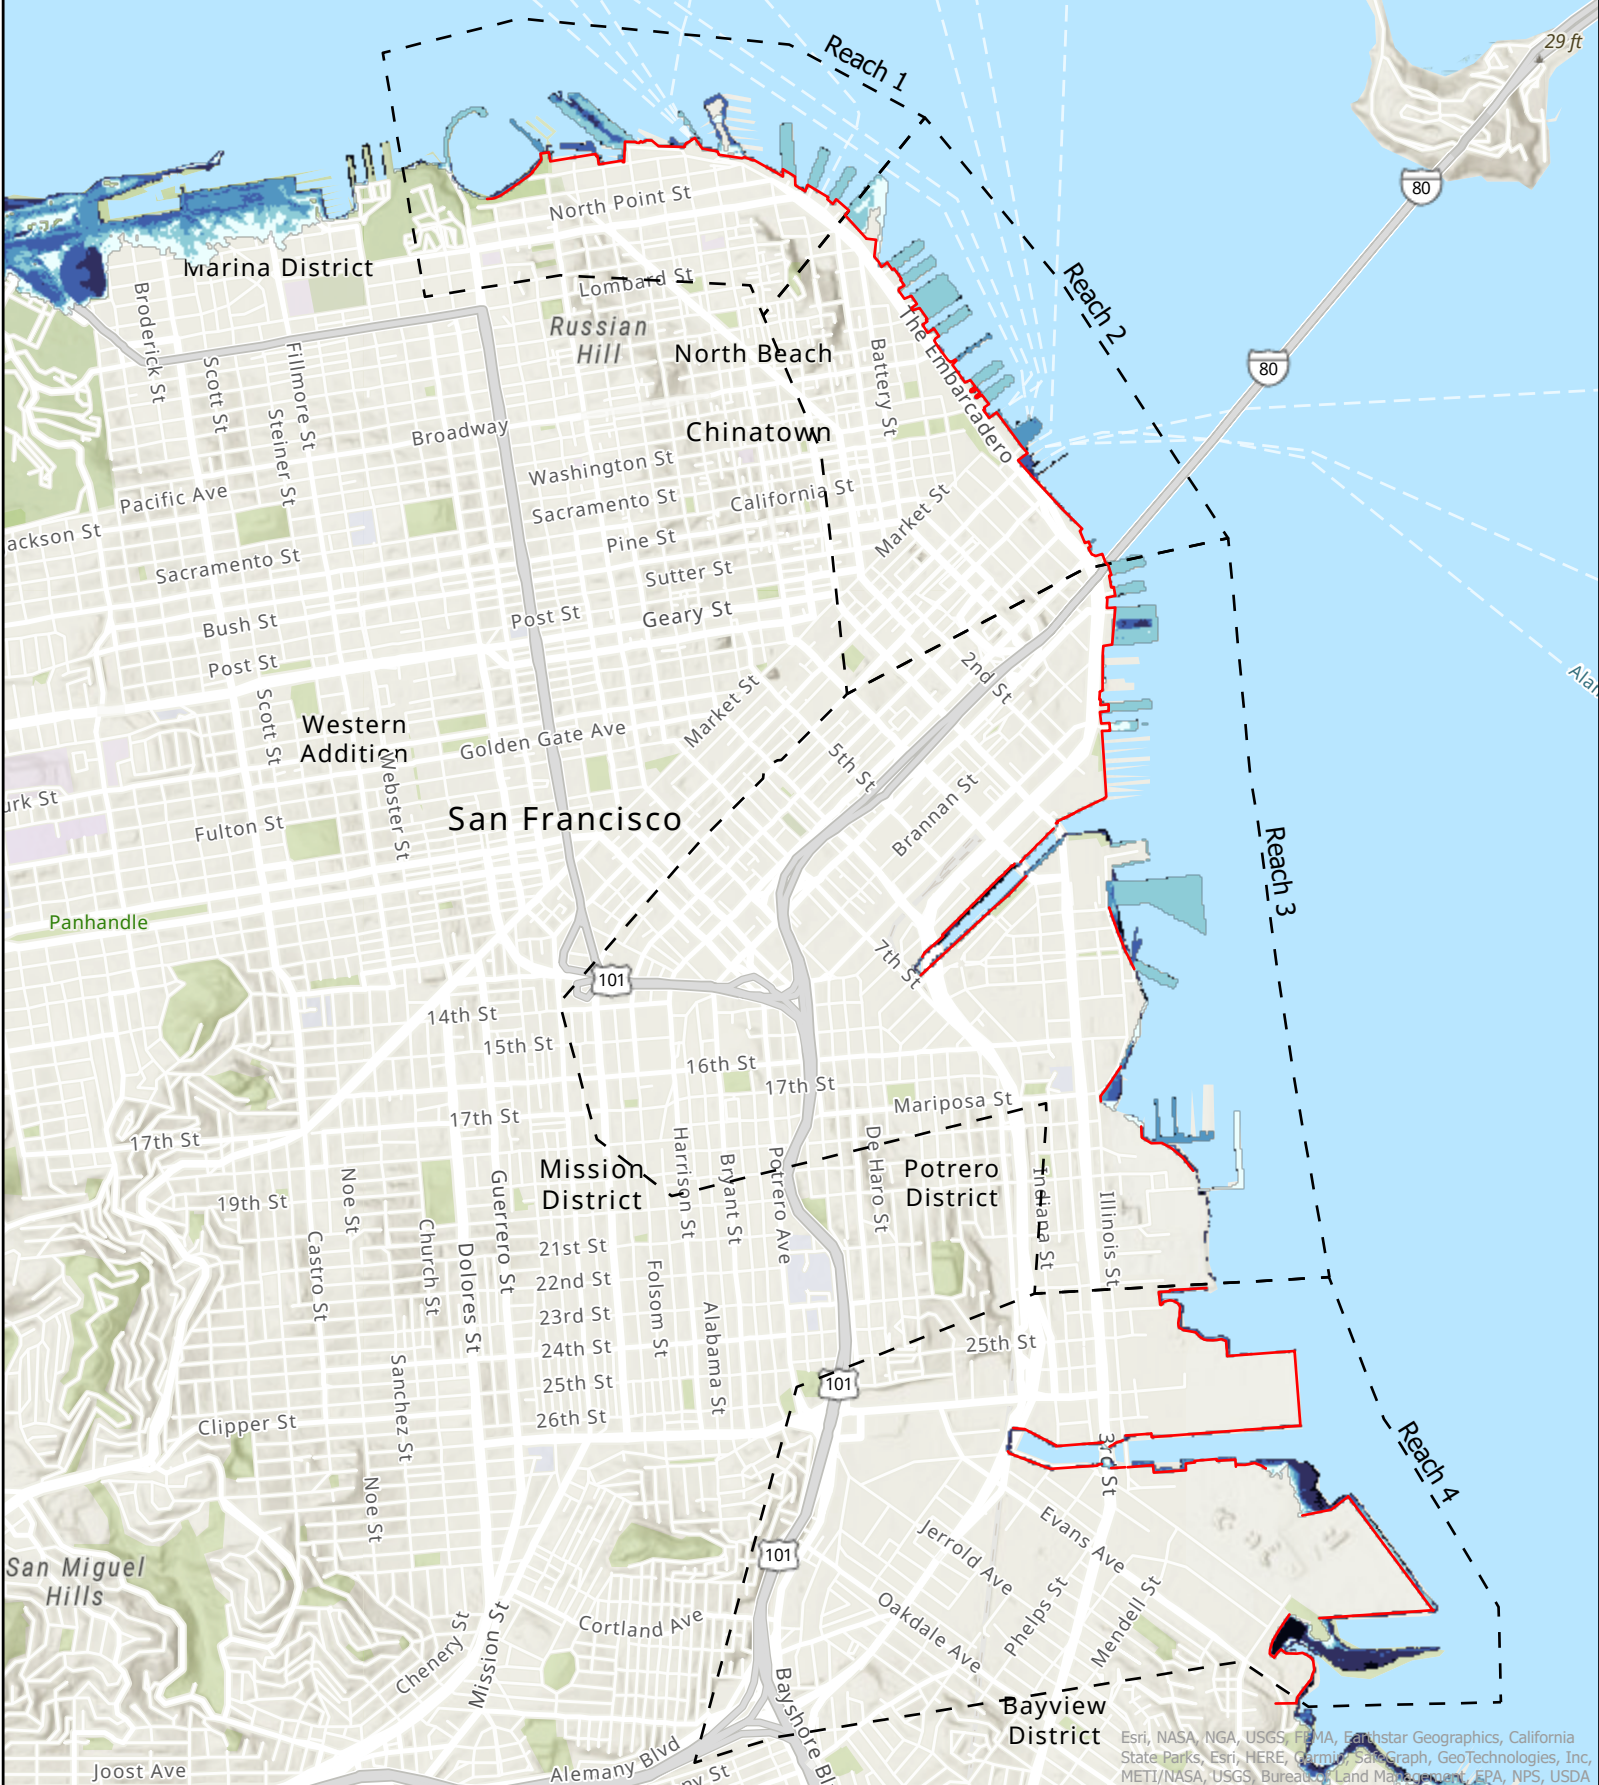 29 ft
Reach 1
80
North Point St
Marina District
Lombard St
Reach 2
Broderick St
Russian
Hill
North Beach
The Embarcadero
Battery St
80
Scott St
Fillmore St
Steiner St
Broadway
Chinatown
Washington St
Pacific Ave
Sacramento St
California St
Market St
ackson St
Pine St
Sacramento St
Sutter St
Bush St
Post St
Geary St
Post St
2nd St
Alan
Scott St
Market St
Western
Addition
Golden Gate Ave
Webster St
5th St
urk St
Fulton St
San Francisco
Brannan St
Reach 3
Panhandle
7th St
101
14th St
15th St
16th St
17th St
17th St
Mariposa St
17th St
Mission
District
Harrison St
Bryant St
Potrero Ave
De Haro St
Potrero
District
Indiana St
Illinois St
19th St
Noe St
Guerrero St
Castro St
Church St
Dolores St
21st St
22nd St
23rd St
24th St
25th St
26th St
Folsom St
Alabama St
25th St
101
Sanchez St
Clipper St
3rd St
Reach 4
Noe St
101
Evans Ave
Jerrold Ave
San Miguel
Hills
Cortland Ave
Oakdale Ave
Phelps St
Mendell St
Chenery St
Mission St
Bayshore Bl
Bayview
District
Joost Ave
Alemany Blvd
ny St
Esri, NASA, NGA, USGS, FEMA, Earthstar Geographics, California
State Parks, Esri, HERE, Garmin, SafeGraph, GeoTechnologies, Inc,
METI/NASA, USGS, Bureau of Land Management, EPA, NPS, USDA